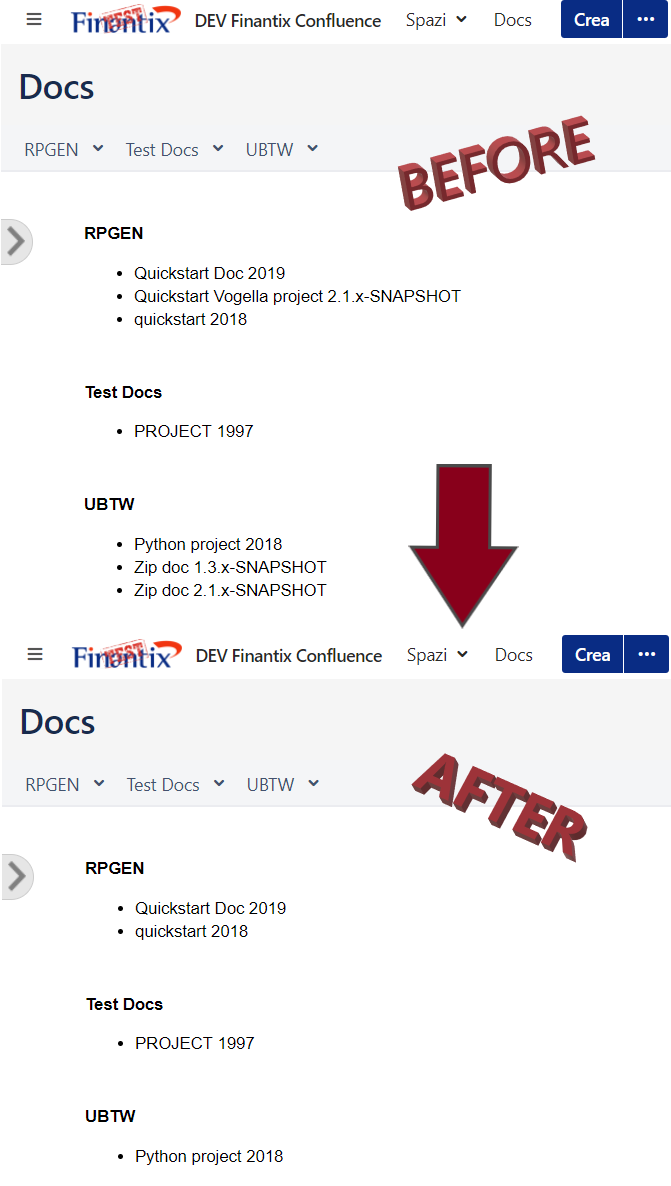 Finantix TEST DEV Finantix Confluence Spazi Docs Crea ...
Docs
BEFORE
RPGEN Test Docs UBTW
RPGEN
• Quickstart Doc 2019
• Quickstart Vogella project 2.1.x-SNAPSHOT
• quickstart 2018
Test Docs
• PROJECT 1997
UBTW
• Python project 2018
• Zip doc 1.3.x-SNAPSHOT
• Zip doc 2.1.x-SNAPSHOT
Finantix TEST DEV Finantix Confluence Spazi Docs Crea ...
Docs
AFTER
RPGEN Test Docs UBTW
RPGEN
• Quickstart Doc 2019
• quickstart 2018
Test Docs
• PROJECT 1997
UBTW
• Python project 2018